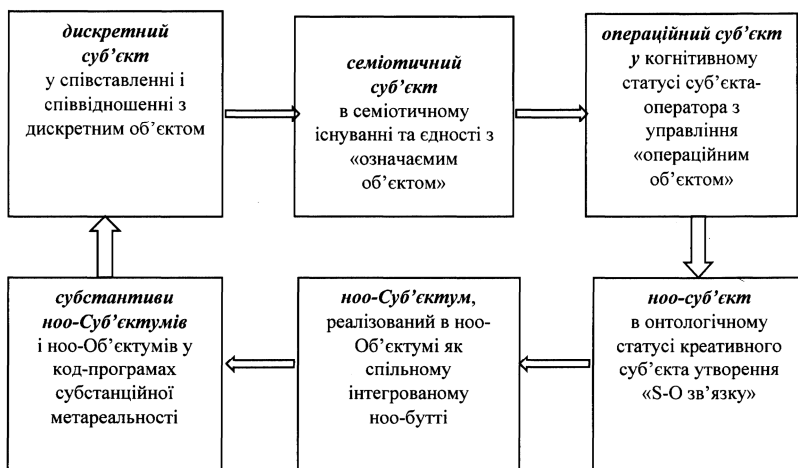 дискретний
суб’єкт
у співставленні і
співвідношенні з
дискретним об’єктом
семіотичний
суб’єкт
в семіотичному
існуванні та єдності з
«означаємим
об’єктом»
операційний суб’єкт
у когнітивному
статусі суб’єкта-
оператора з
управління
«операційним
об’єктом»
ноо-суб’єкт
в онтологічному
статусі креативного
суб’єкта утворення
«S-O зв’язку»
ноо-Суб’єктум,
реалізований в ноо-
Об’єктумі як
спільному
інтегрованому
ноо-бутті
субстантиви
ноо-Суб’єктумів
і ноо-Об’єктумів у
код-програмах
субстанційної
метареальності